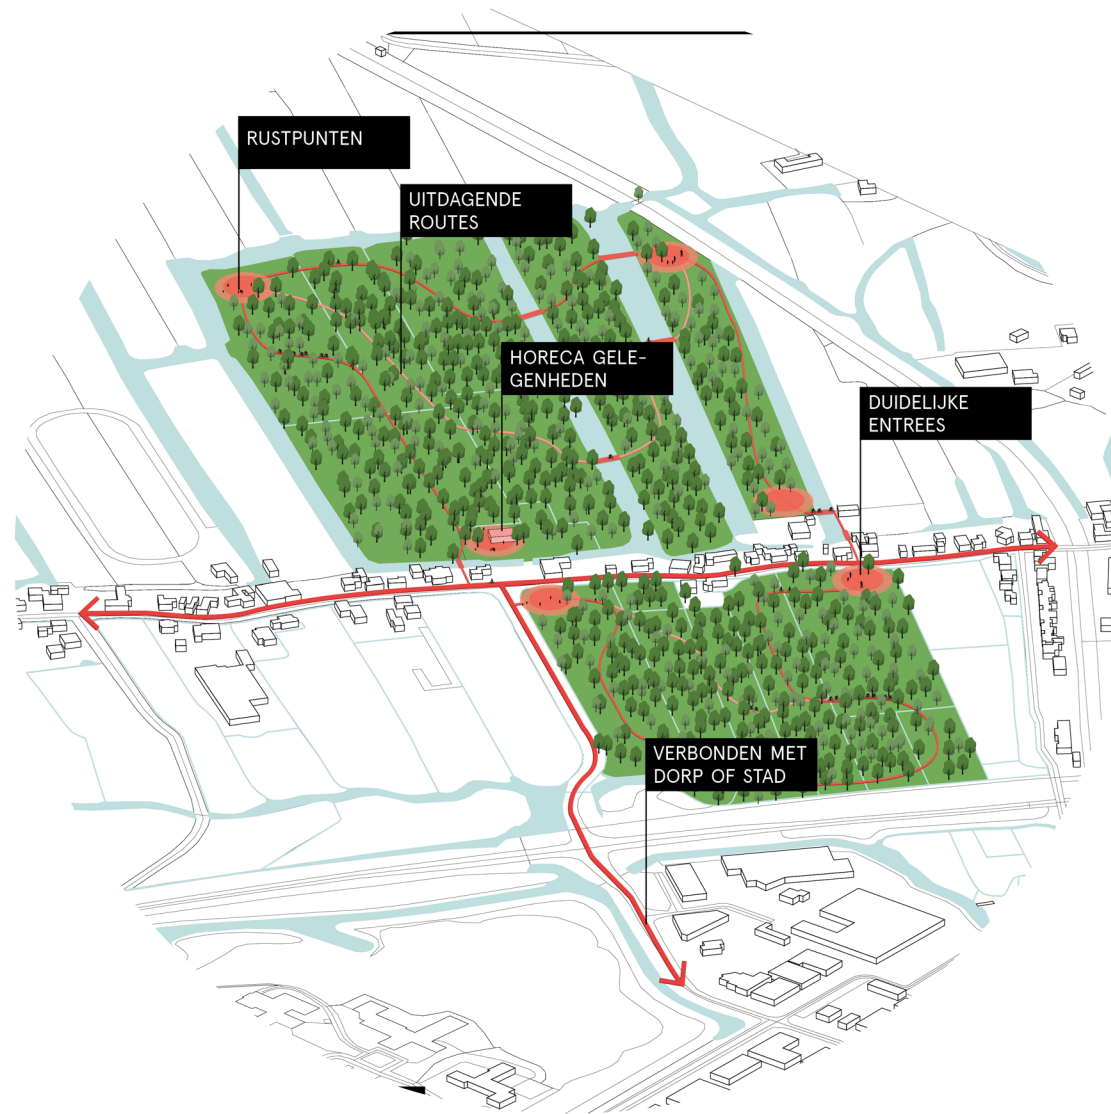 RUSTPUNTEN
UITDAGENDE
ROUTES
HORECA GELE-
GENHEDEN
DUIDELIJKE
ENTREES
VERBONDEN MET
DORP OF STAD